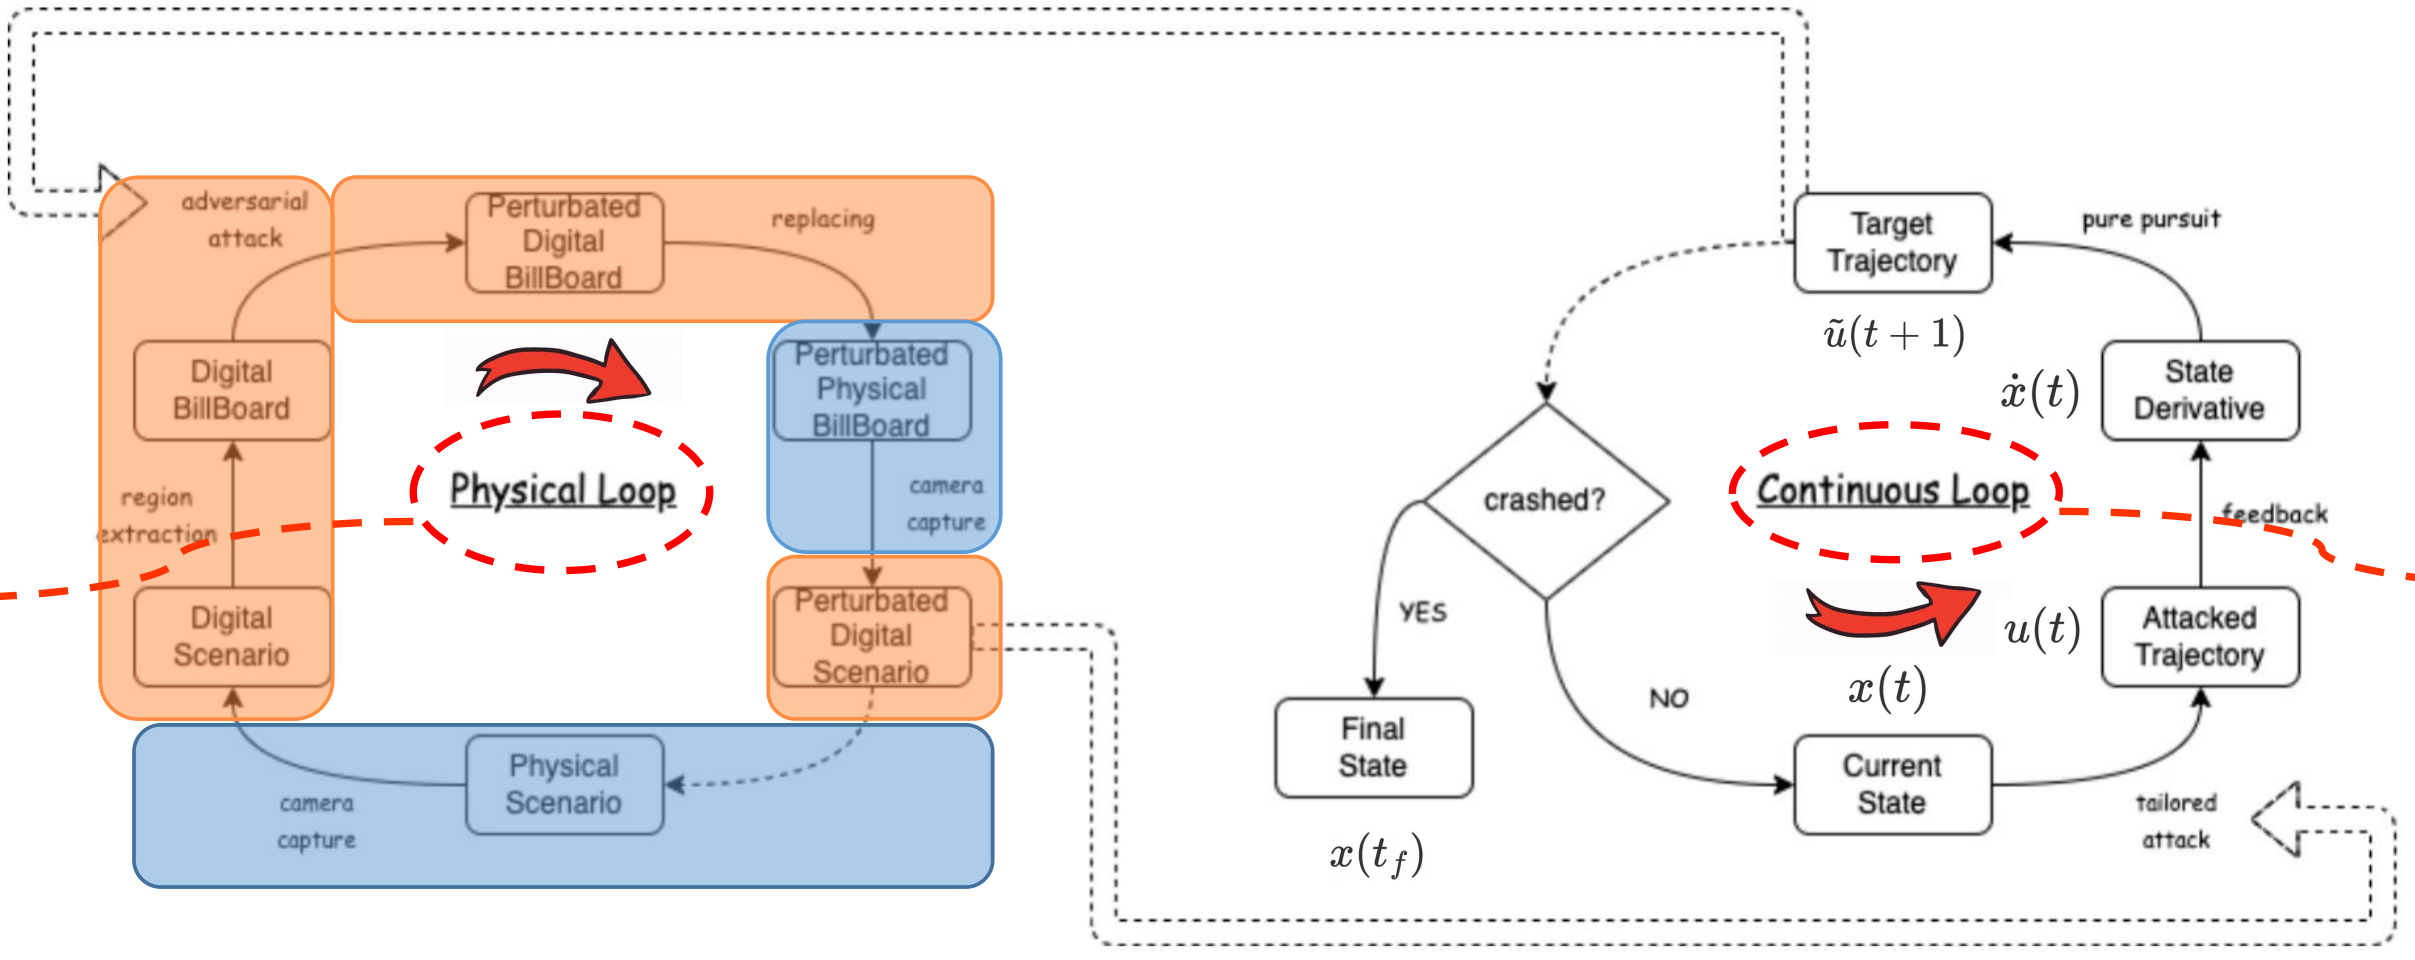 adversarial
attack
Perturbated
Digital
BillBoard
replacing
Digital
BillBoard
Perturbated
Physical
BillBoard
region
extraction
Physical Loop
camera
capture
Digital
Scenario
Perturbated
Digital
Scenario
Physical
Scenario
camera
capture
Target
Trajectory
pure pursuit
ũ(t + 1)
ẋ(t)
State
Derivative
crashed?
Continuous Loop
feedback
YES
u(t)
Attacked
Trajectory
x(t)
NO
Final
State
Current
State
tailored
attack
x(t_f)